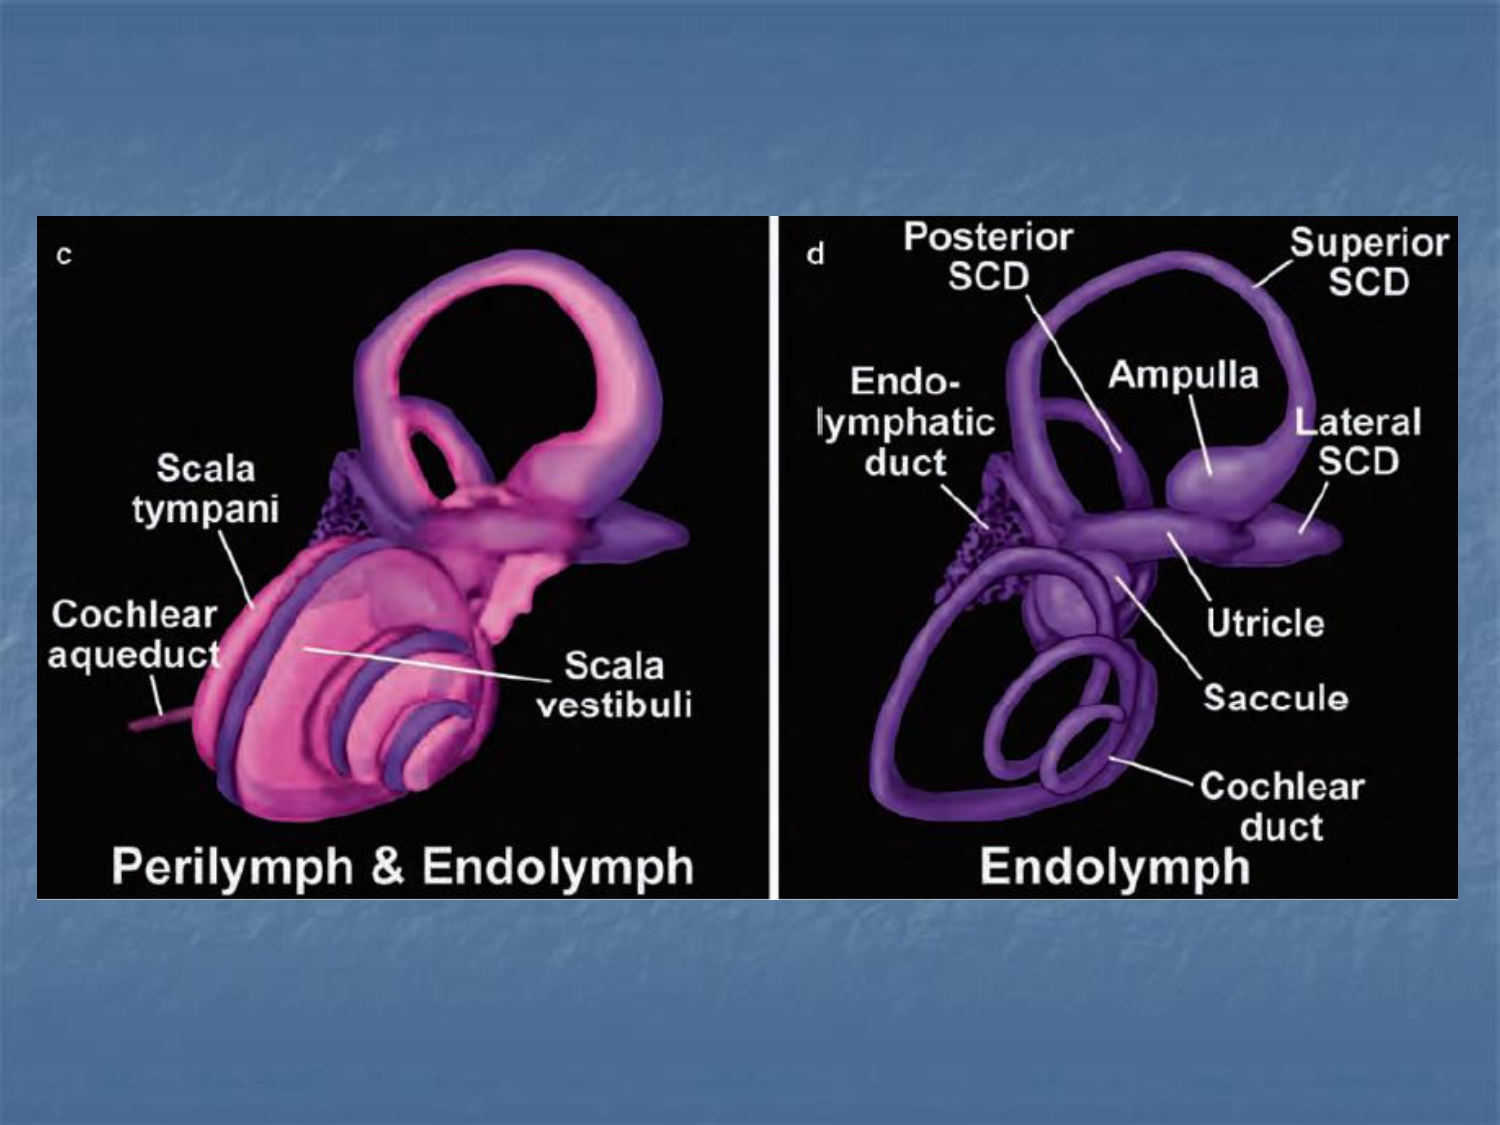 c
Scala
tympani
Cochlear
aqueduct
Scala
vestibuli
Perilymph & Endolymph
d
Posterior
SCD
Superior
SCD
Endo-
lymphatic
duct
Ampulla
Lateral
SCD
Utricle
Saccule
Cochlear
duct
Endolymph